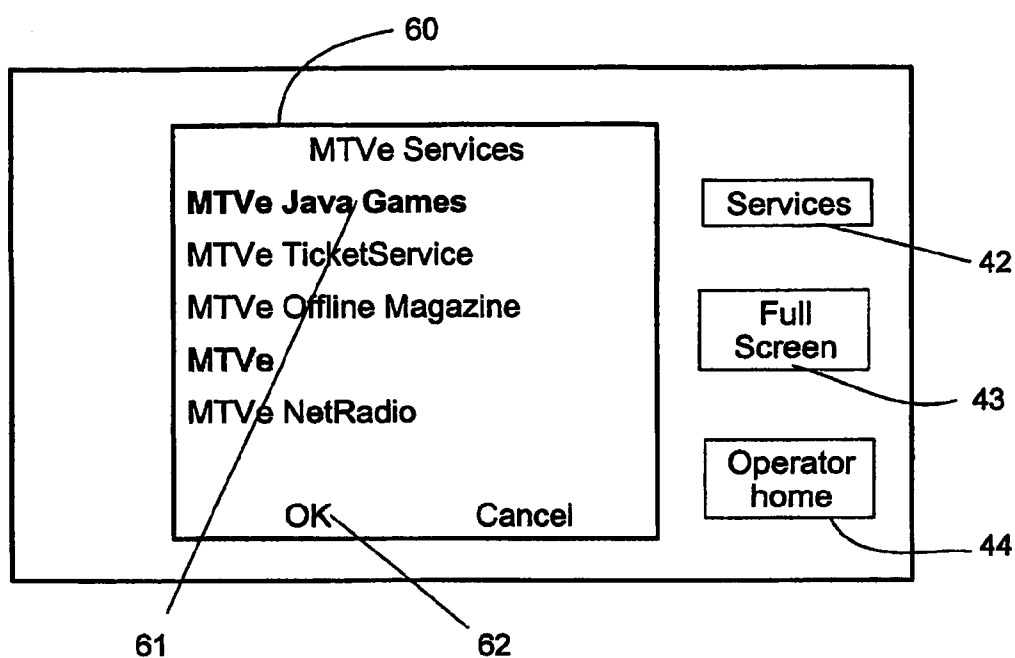 60
MTVe Services
MTVe Java Games
MTVe TicketService
MTVe Offline Magazine
MTVe
MTVe NetRadio
OK Cancel
Services
42
Full
Screen
43
Operator
home
44
61
62